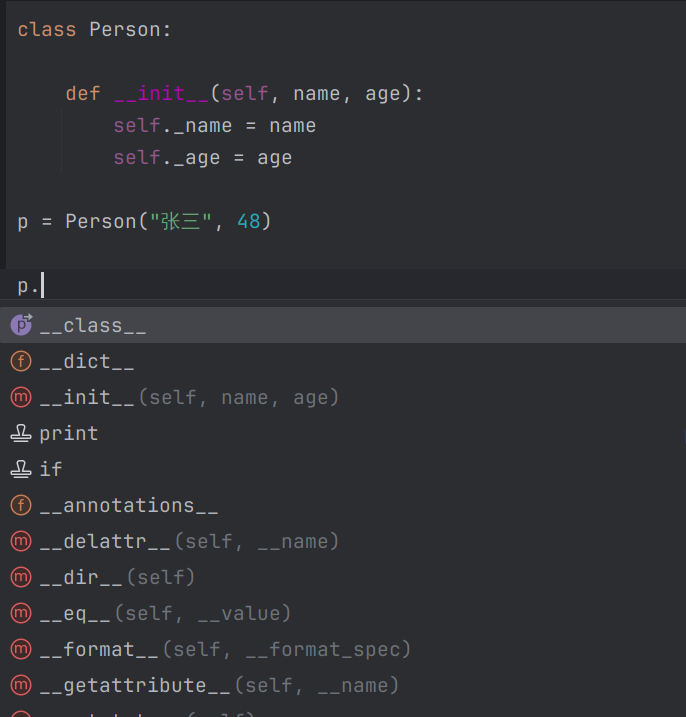 class Person:
def __init__(self, name, age):
self._name = name
self._age = age
p = Person("张三", 48)
p.
__class__
__dict__
__init__(self, name, age)
print
if
__annotations__
__delattr__(self, __name)
__dir__(self)
__eq__(self, __value)
__format__(self, __format_spec)
__getattribute__(self, __name)